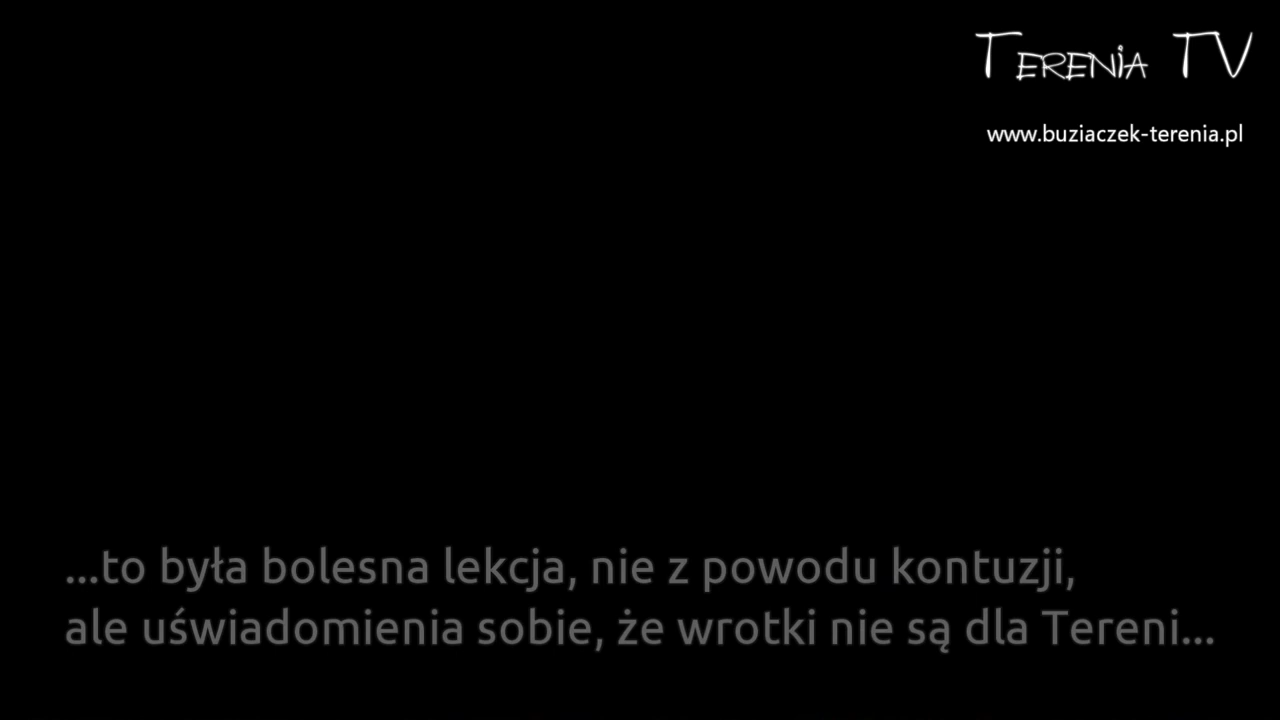 Terenia TV
www.buziaczek-terenia.pl
...to była bolesna lekcja, nie z powodu kontuzji,
ale uświadomienia sobie, że wrotki nie są dla Tereni...